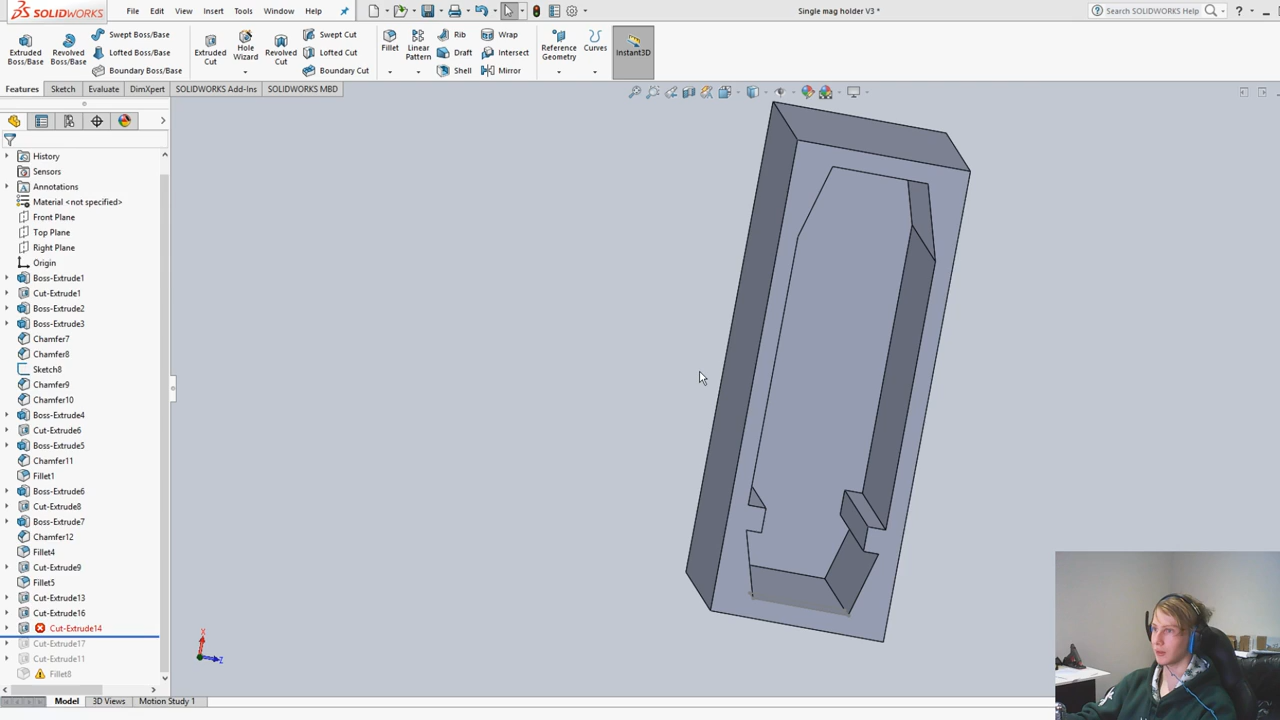 SOLIDWORKS File Edit View Insert Tools Window Help Single mag holder V3 * Search SOLIDWORKS Help ?
Extruded Boss/Base
Revolved Boss/Base
Swept Boss/Base
Lofted Boss/Base
Boundary Boss/Base
Extruded Cut
Hole Wizard
Revolved Cut
Swept Cut
Lofted Cut
Boundary Cut
Fillet
Linear Pattern
Rib
Draft
Shell
Wrap
Intersect
Mirror
Reference Geometry
Curves
Instant3D
Features Sketch Evaluate DimXpert SOLIDWORKS Add-Ins SOLIDWORKS MBD
History
Sensors
Annotations
Material <not specified>
Front Plane
Top Plane
Right Plane
Origin
Boss-Extrude1
Cut-Extrude1
Boss-Extrude2
Boss-Extrude3
Chamfer7
Chamfer8
Sketch8
Chamfer9
Chamfer10
Boss-Extrude4
Cut-Extrude6
Boss-Extrude5
Chamfer11
Fillet1
Boss-Extrude6
Cut-Extrude8
Boss-Extrude7
Chamfer12
Fillet4
Cut-Extrude9
Fillet5
Cut-Extrude13
Cut-Extrude16
Cut-Extrude14
Cut-Extrude17
Cut-Extrude11
Fillet8
X
Z
Model 3D Views Motion Study 1